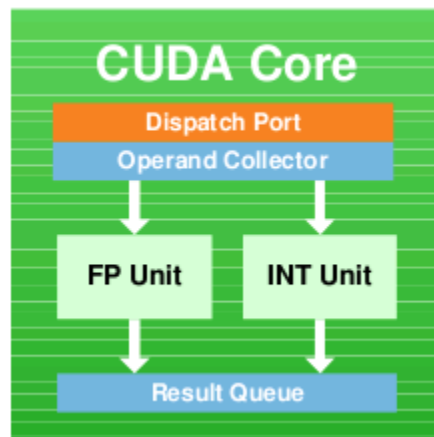 CUDA Core
Dispatch Port
Operand Collector
FP Unit
INT Unit
Result Queue